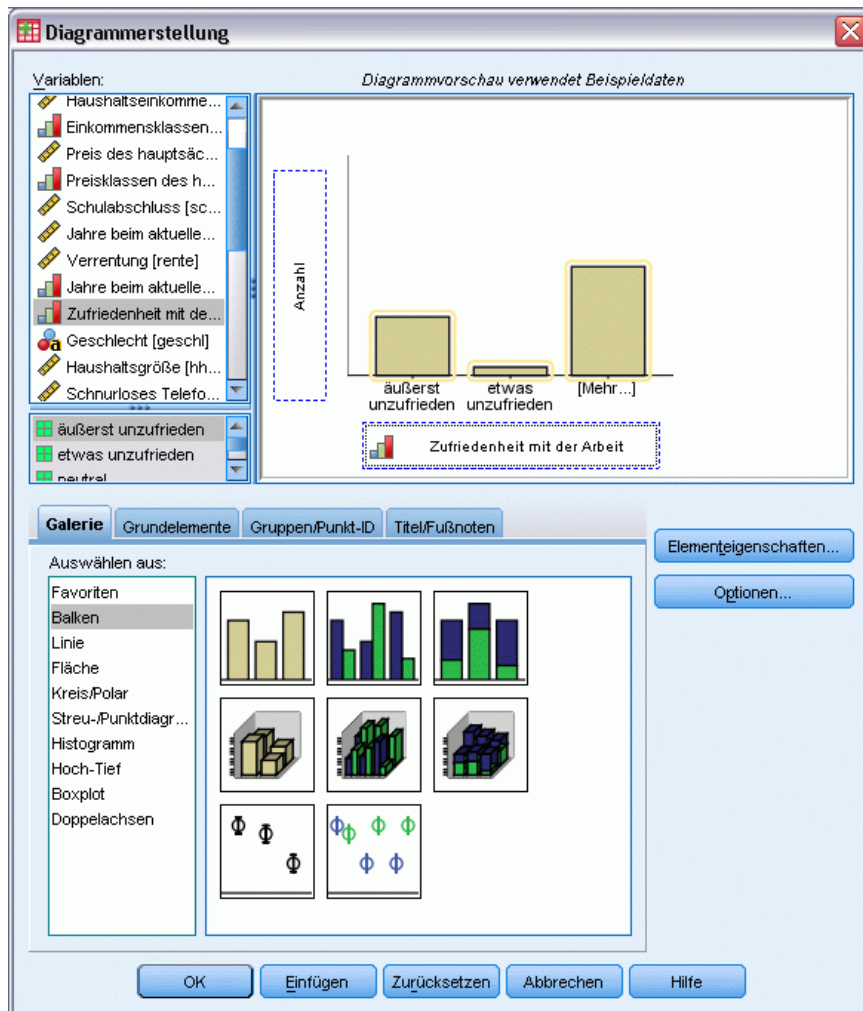 Diagrammerstellung
Variablen:
Diagrammvorschau verwendet Beispieldaten
Haushaltseinkomme...
Einkommensklassen...
Preis des hauptsäc...
Preisklassen des h...
Schulabschluss [sc...
Jahre beim aktuelle...
Verrentung [rente]
Jahre beim aktuelle...
Zufriedenheit mit de...
Geschlecht [geschl]
Haushaltsgröße [hh...
Schnurloses Telefo...
äußerst unzufrieden
etwas unzufrieden
neutral
Anzahl
äußerst
unzufrieden
etwas
unzufrieden
[Mehr...]
Zufriedenheit mit der Arbeit
Galerie
Grundelemente
Gruppen/Punkt-ID
Titel/Fußnoten
Elementeigenschaften...
Optionen...
Auswählen aus:
Favoriten
Balken
Linie
Fläche
Kreis/Polar
Streu-/Punktdiagr...
Histogramm
Hoch-Tief
Boxplot
Doppelachsen
OK
Einfügen
Zurücksetzen
Abbrechen
Hilfe